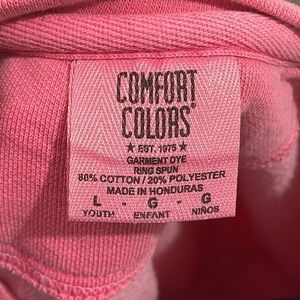 COMFORT
COLORS®
★ EST. 1975 ★
GARMENT DYE
RING SPUN
80% COTTON / 20% POLYESTER
MADE IN HONDURAS
L - G - G
YOUTH ENFANT NIÑOS